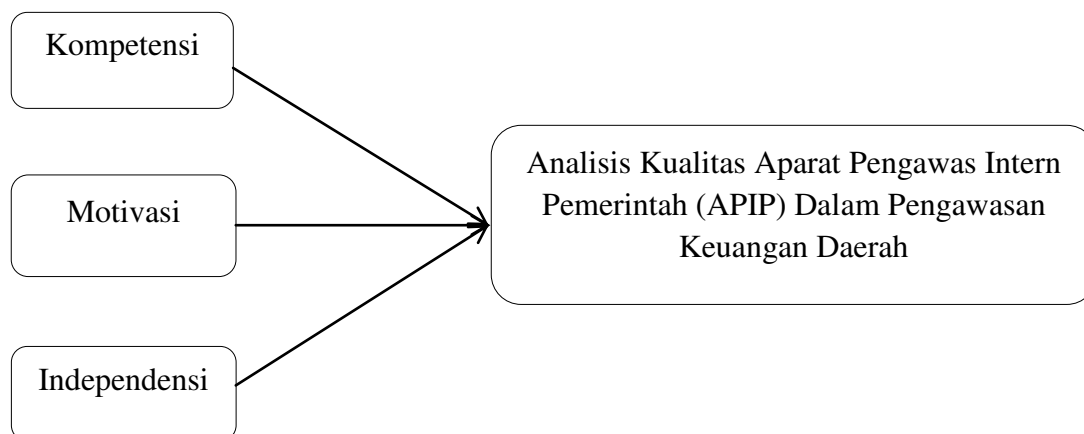 Kompetensi
Motivasi
Independensi
Analisis Kualitas Aparat Pengawas Intern
Pemerintah (APIP) Dalam Pengawasan
Keuangan Daerah